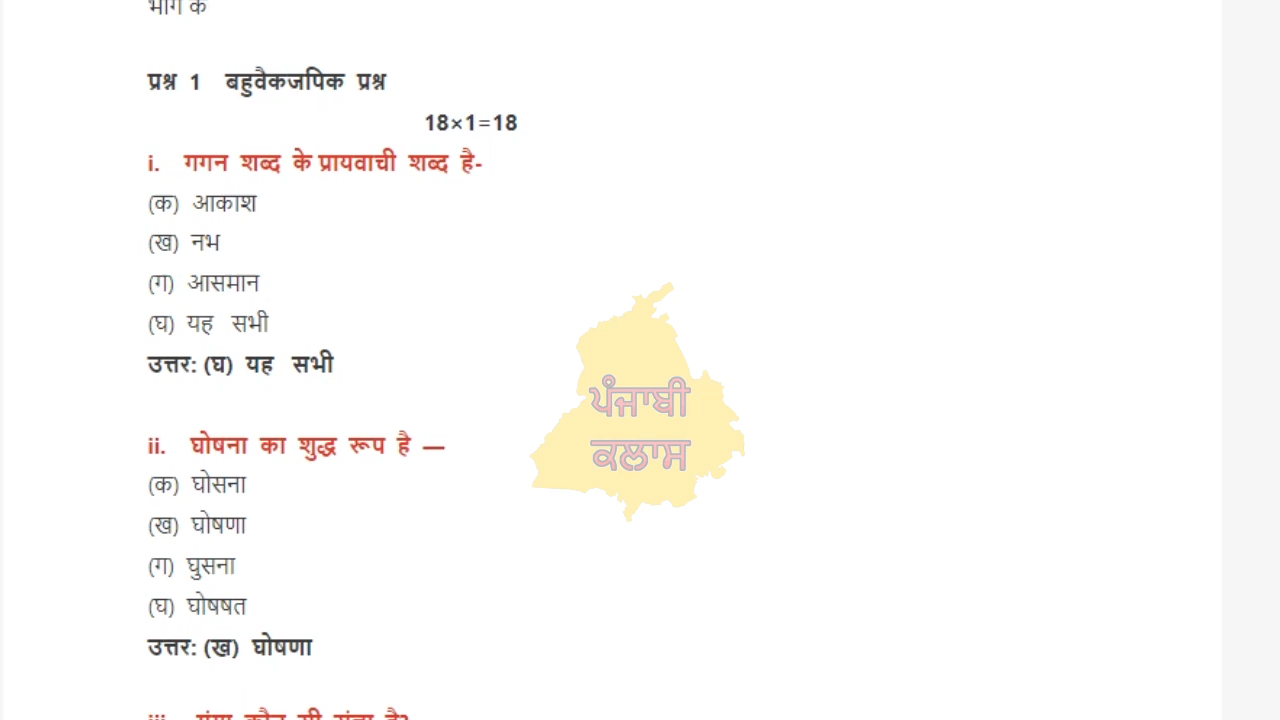 भाग क
प्रश्न 1 बहुवैकजपिक प्रश्न
18×1=18
i. गगन शब्द के प्रायवाची शब्द है-
(क) आकाश
(ख) नभ
(ग) आसमान
(घ) यह सभी
उत्तर: (घ) यह सभी
ਪੰਜਾਬੀ
ਕਲਾਸ
ii. घोषना का शुद्ध रूप है —
(क) घोसना
(ख) घोषणा
(ग) घुसना
(घ) घोषषत
उत्तर: (ख) घोषणा